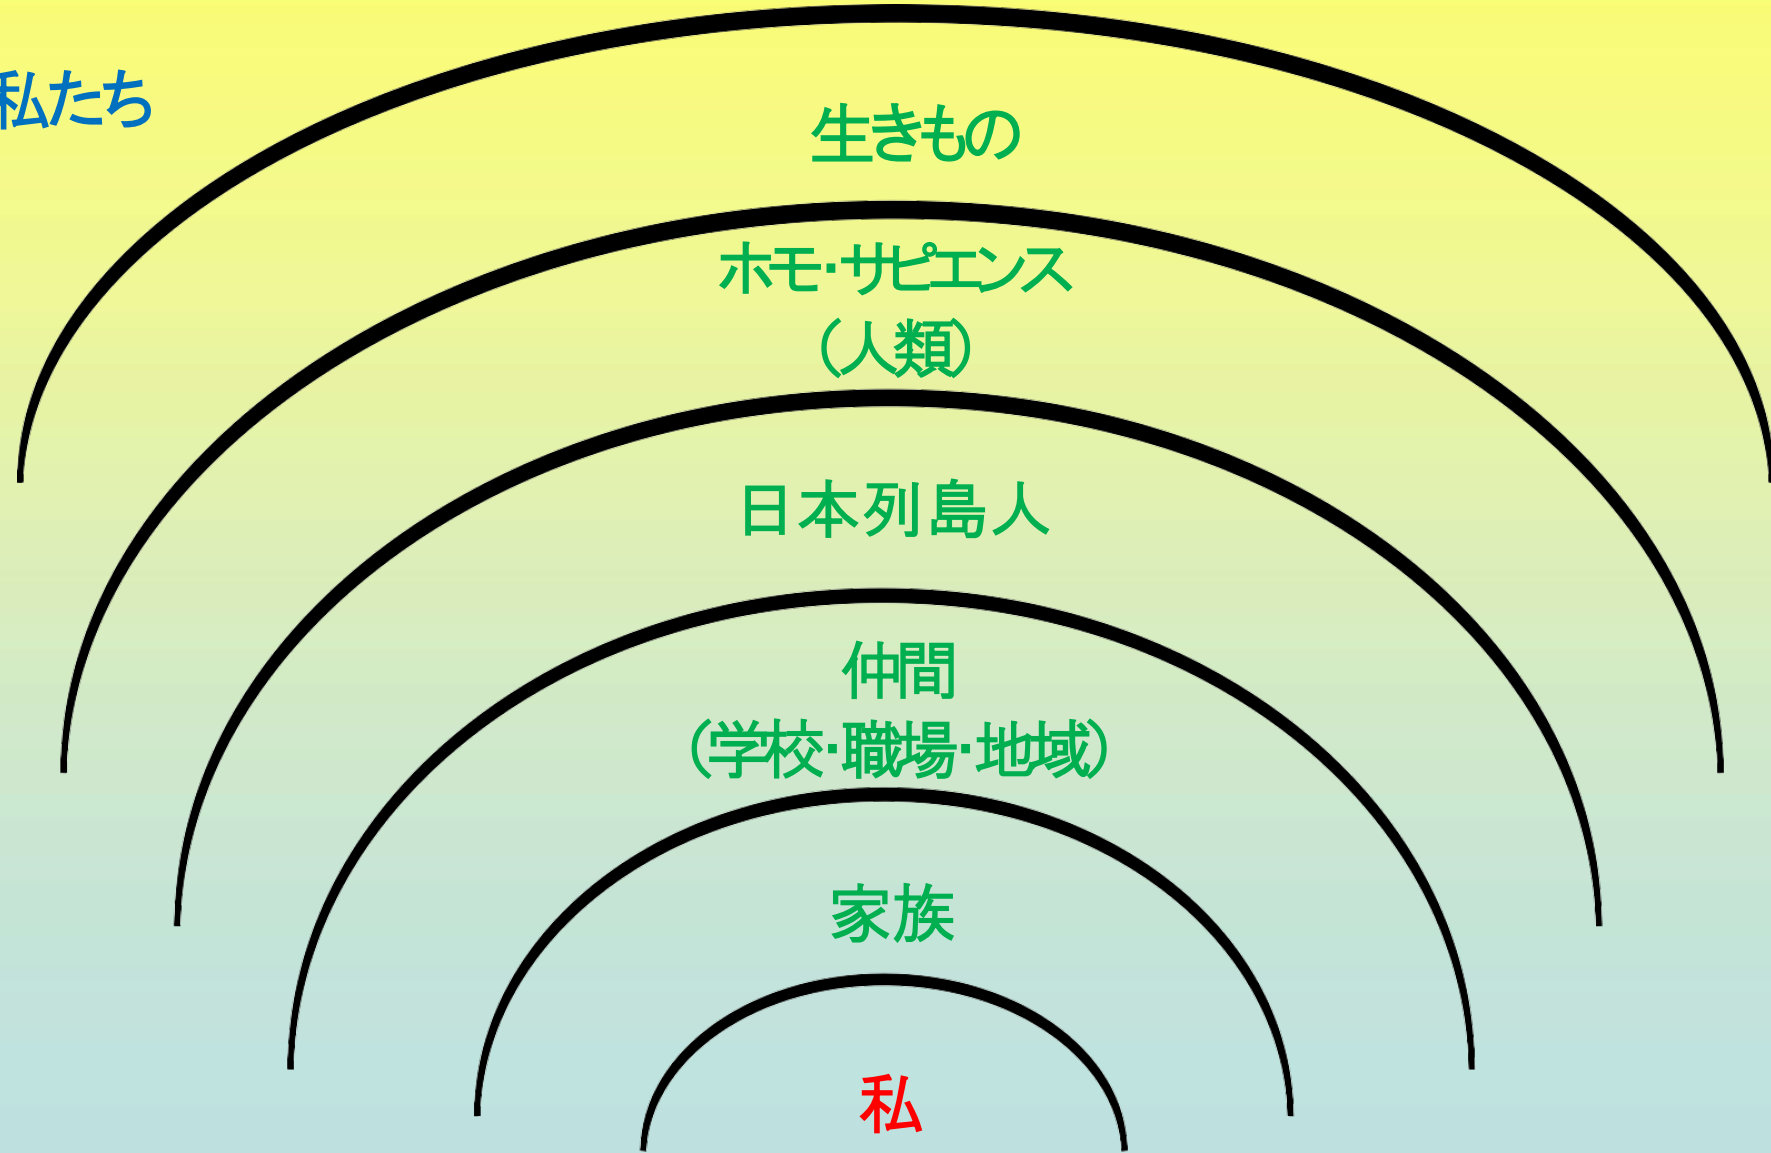 私たち
生きもの
ホモ・サピエンス
(人類)
日本列島人
仲間
(学校・職場・地域)
家族
私